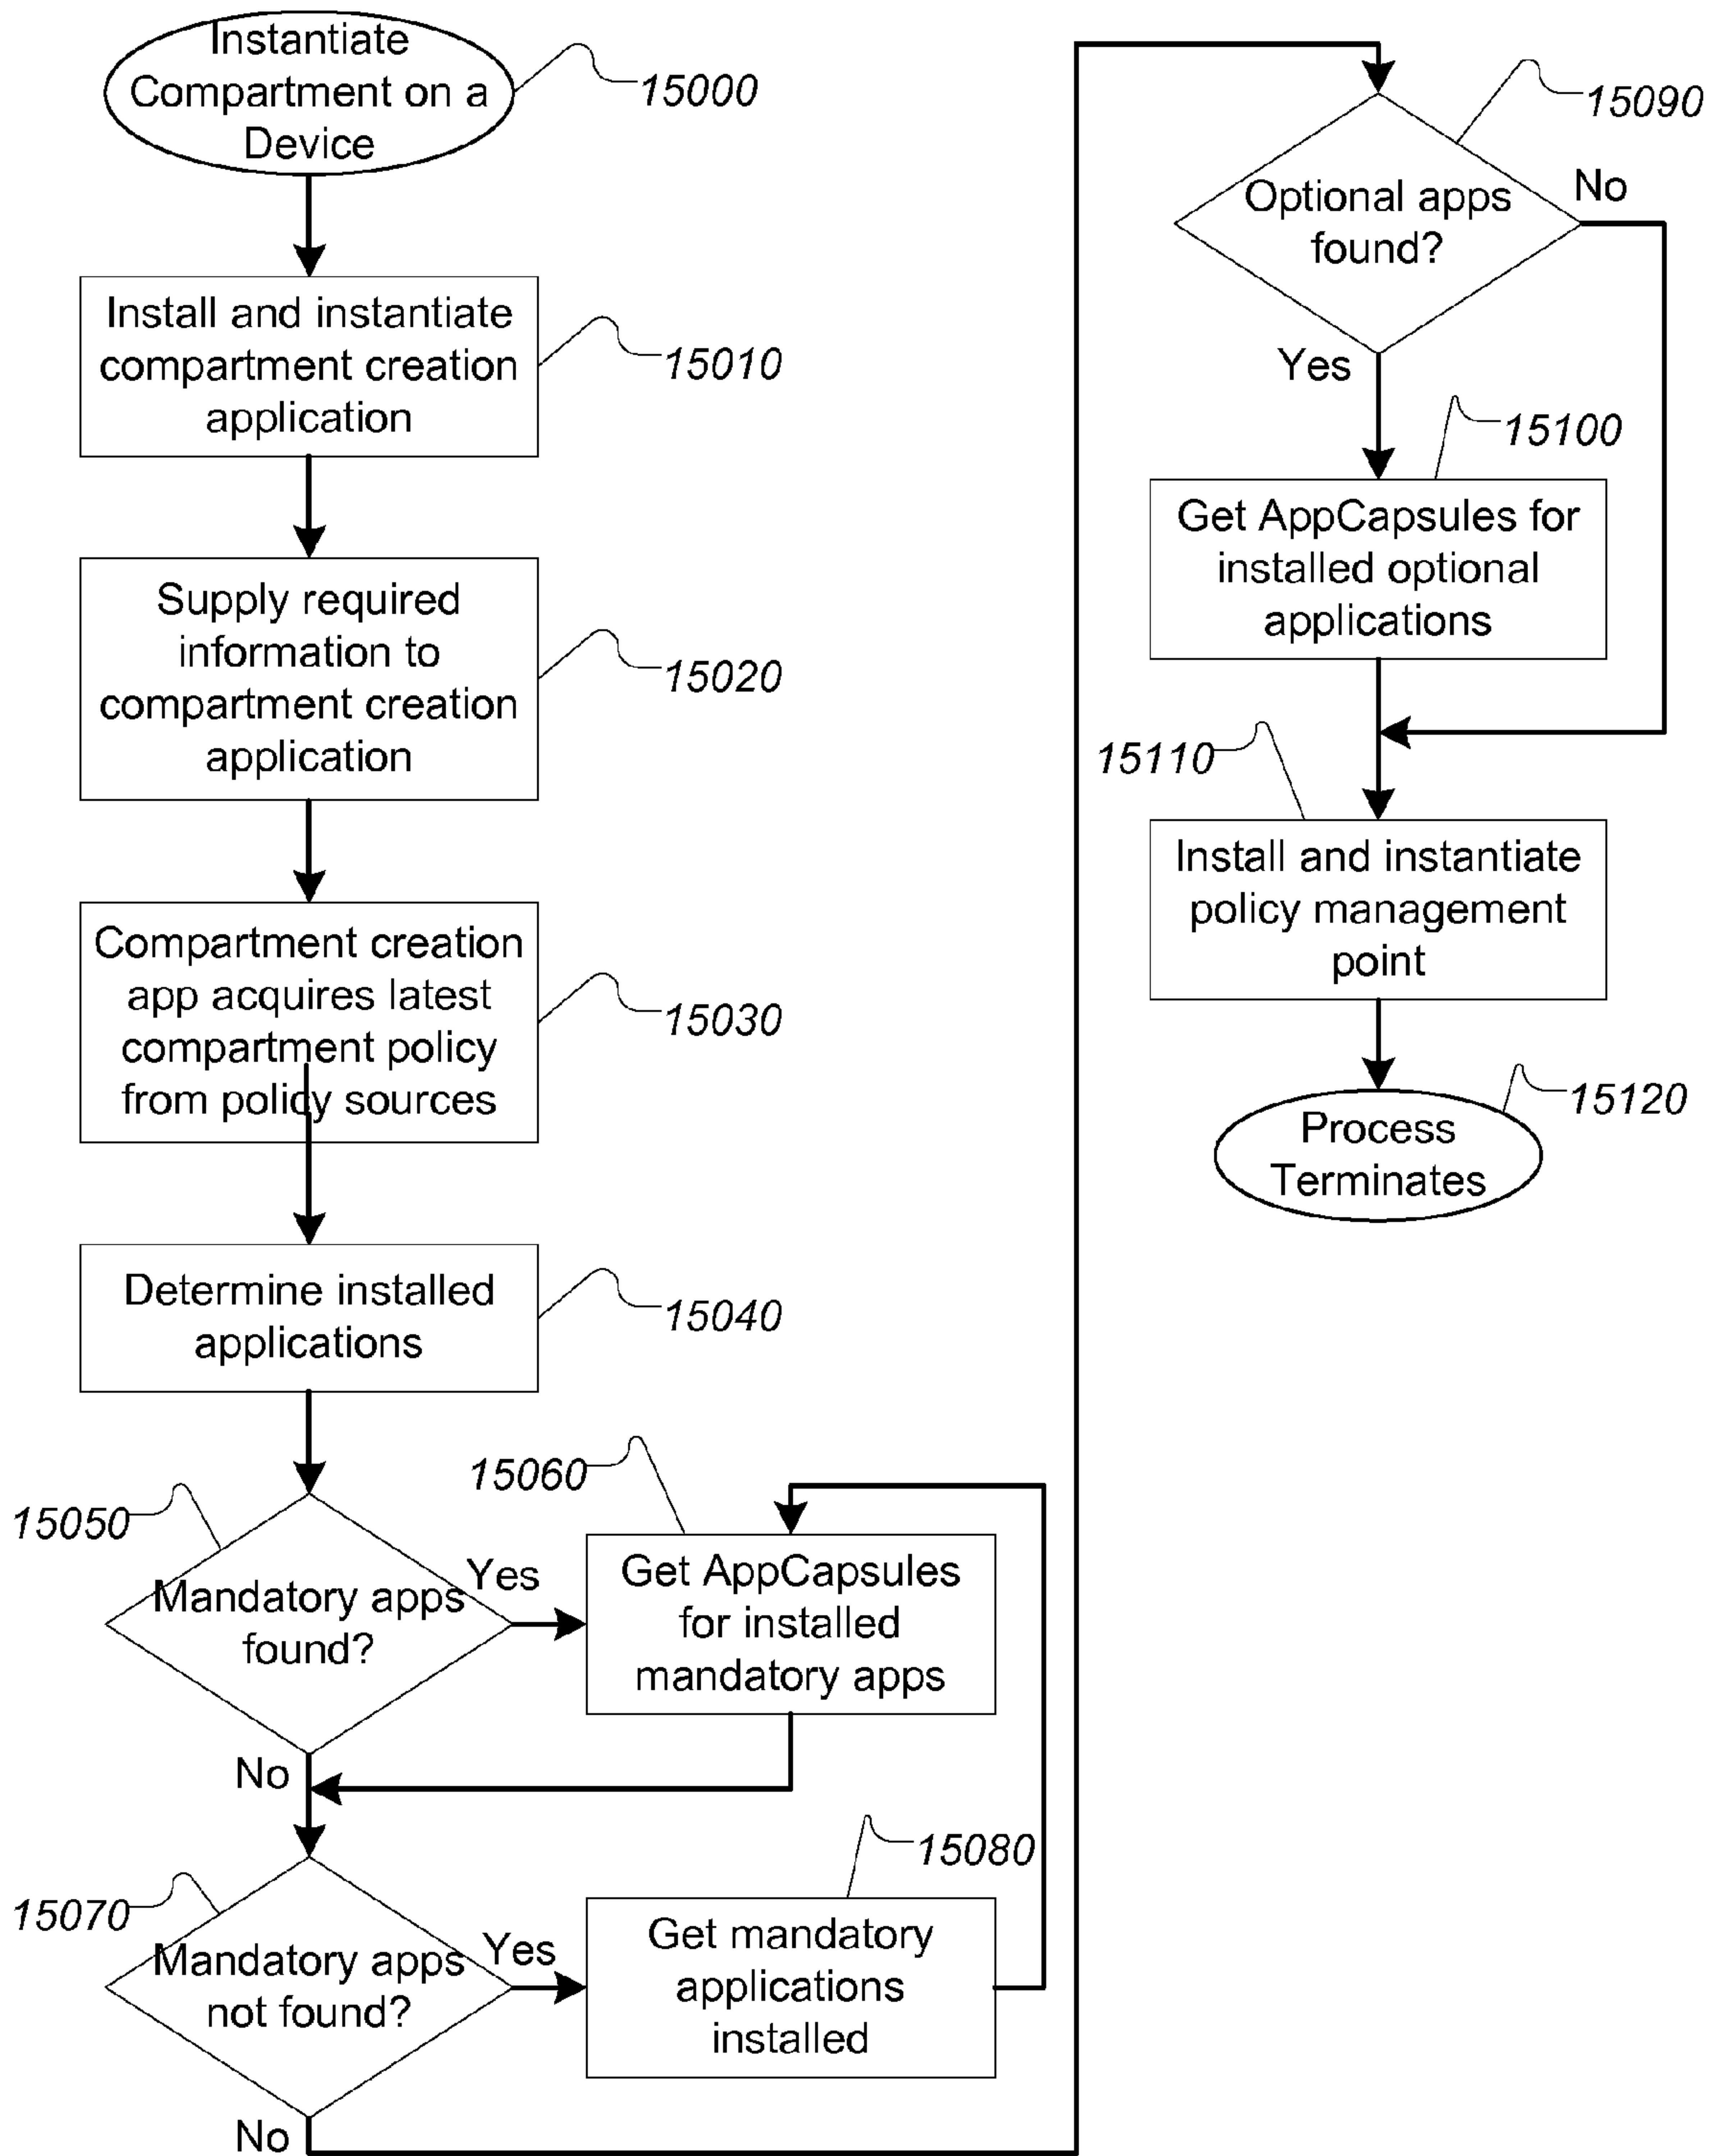 Instantiate
Compartment on a
Device
15000
Install and instantiate
compartment creation
application
15010
Supply required
information to
compartment creation
application
15020
Compartment creation
app acquires latest
compartment policy
from policy sources
15030
Determine installed
applications
15040
15050
Mandatory apps
found?
Yes
No
15060
Get AppCapsules
for installed
mandatory apps
15070
Mandatory apps
not found?
Yes
No
15080
Get mandatory
applications
installed
15090
Optional apps
found?
No
Yes
15100
Get AppCapsules for
installed optional
applications
15110
Install and instantiate
policy management
point
15120
Process
Terminates